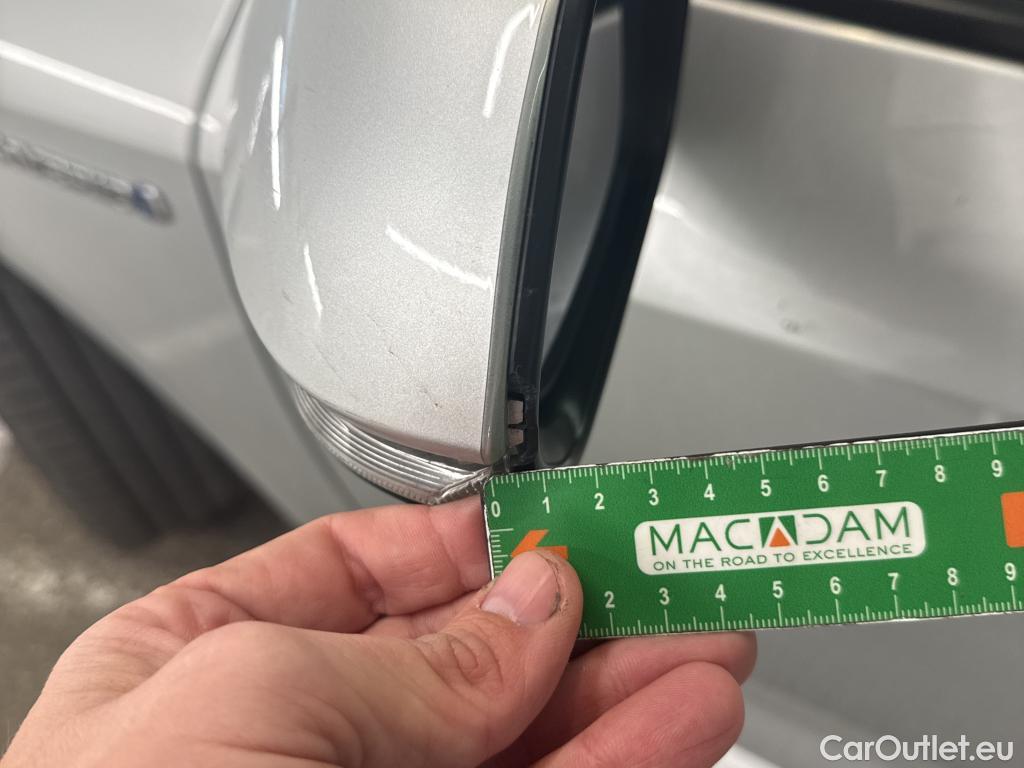 0 1 2 3 4 5 6 7 8 9
MACADAM
ON THE ROAD TO EXCELLENCE
2 3 4 5 6 7 8 9
CarOutlet.eu